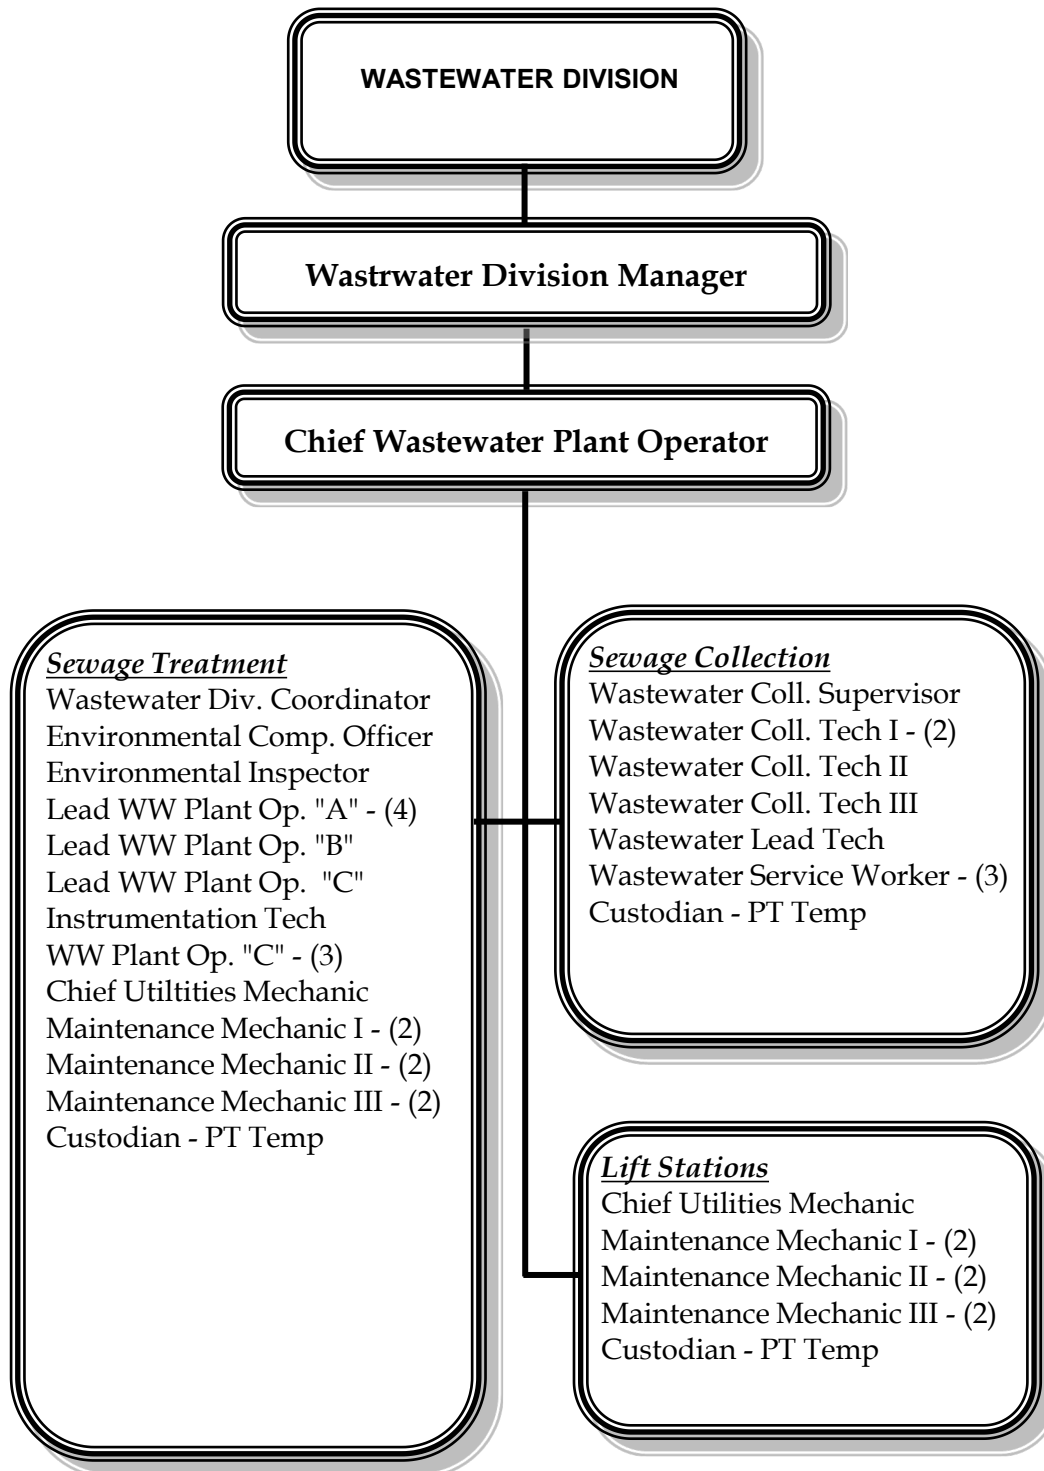 WASTEWATER DIVISION
Wastrwater Division Manager
Chief Wastewater Plant Operator
Sewage Treatment
Wastewater Div. Coordinator
Environmental Comp. Officer
Environmental Inspector
Lead WW Plant Op. "A" - (4)
Lead WW Plant Op. "B"
Lead WW Plant Op.  "C"
Instrumentation Tech
WW Plant Op. "C" - (3)
Chief Utiltities Mechanic
Maintenance Mechanic I - (2)
Maintenance Mechanic II - (2)
Maintenance Mechanic III - (2)
Custodian - PT Temp
Sewage Collection
Wastewater Coll. Supervisor
Wastewater Coll. Tech I - (2)
Wastewater Coll. Tech II
Wastewater Coll. Tech III
Wastewater Lead Tech
Wastewater Service Worker - (3)
Custodian - PT Temp
Lift Stations
Chief Utilities Mechanic
Maintenance Mechanic I - (2)
Maintenance Mechanic II - (2)
Maintenance Mechanic III - (2)
Custodian - PT Temp